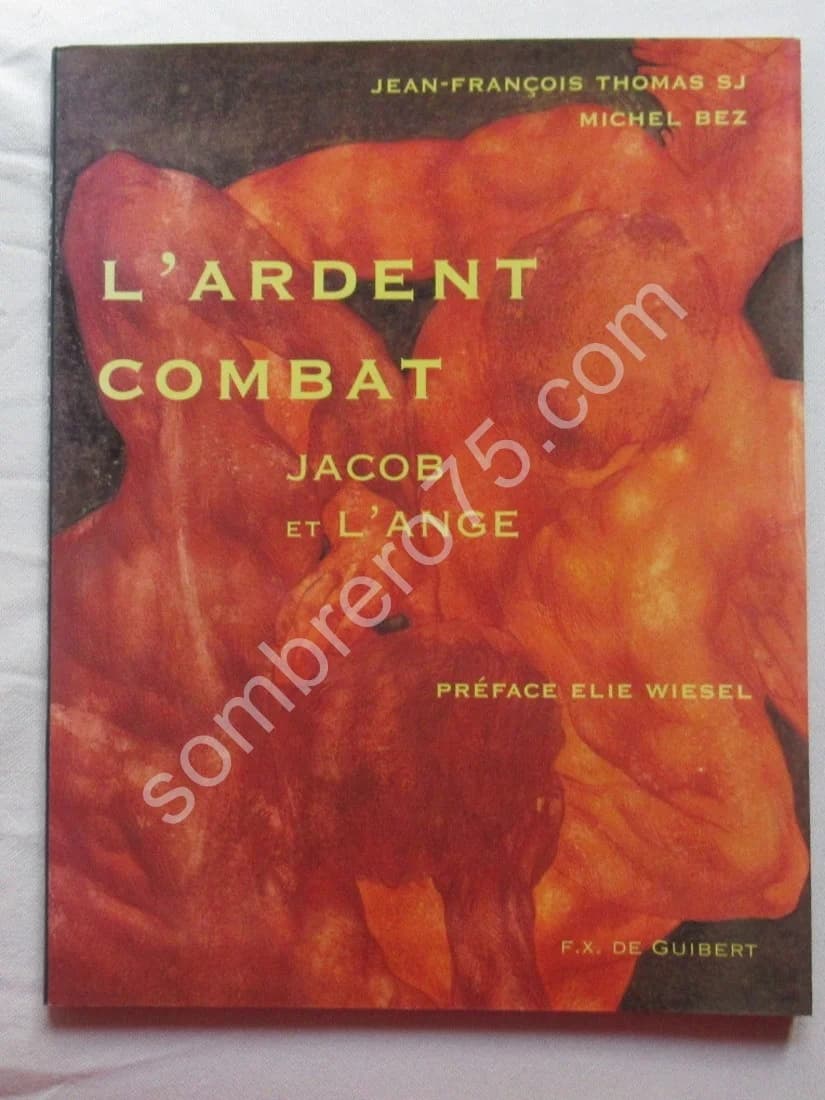 JEAN-FRANÇOIS THOMAS SJ
MICHEL BEZ
L'ARDENT
COMBAT
JACOB
ET L'ANGE
PRÉFACE ELIE WIESEL
F.X. DE GUIBERT
sombrero75.com